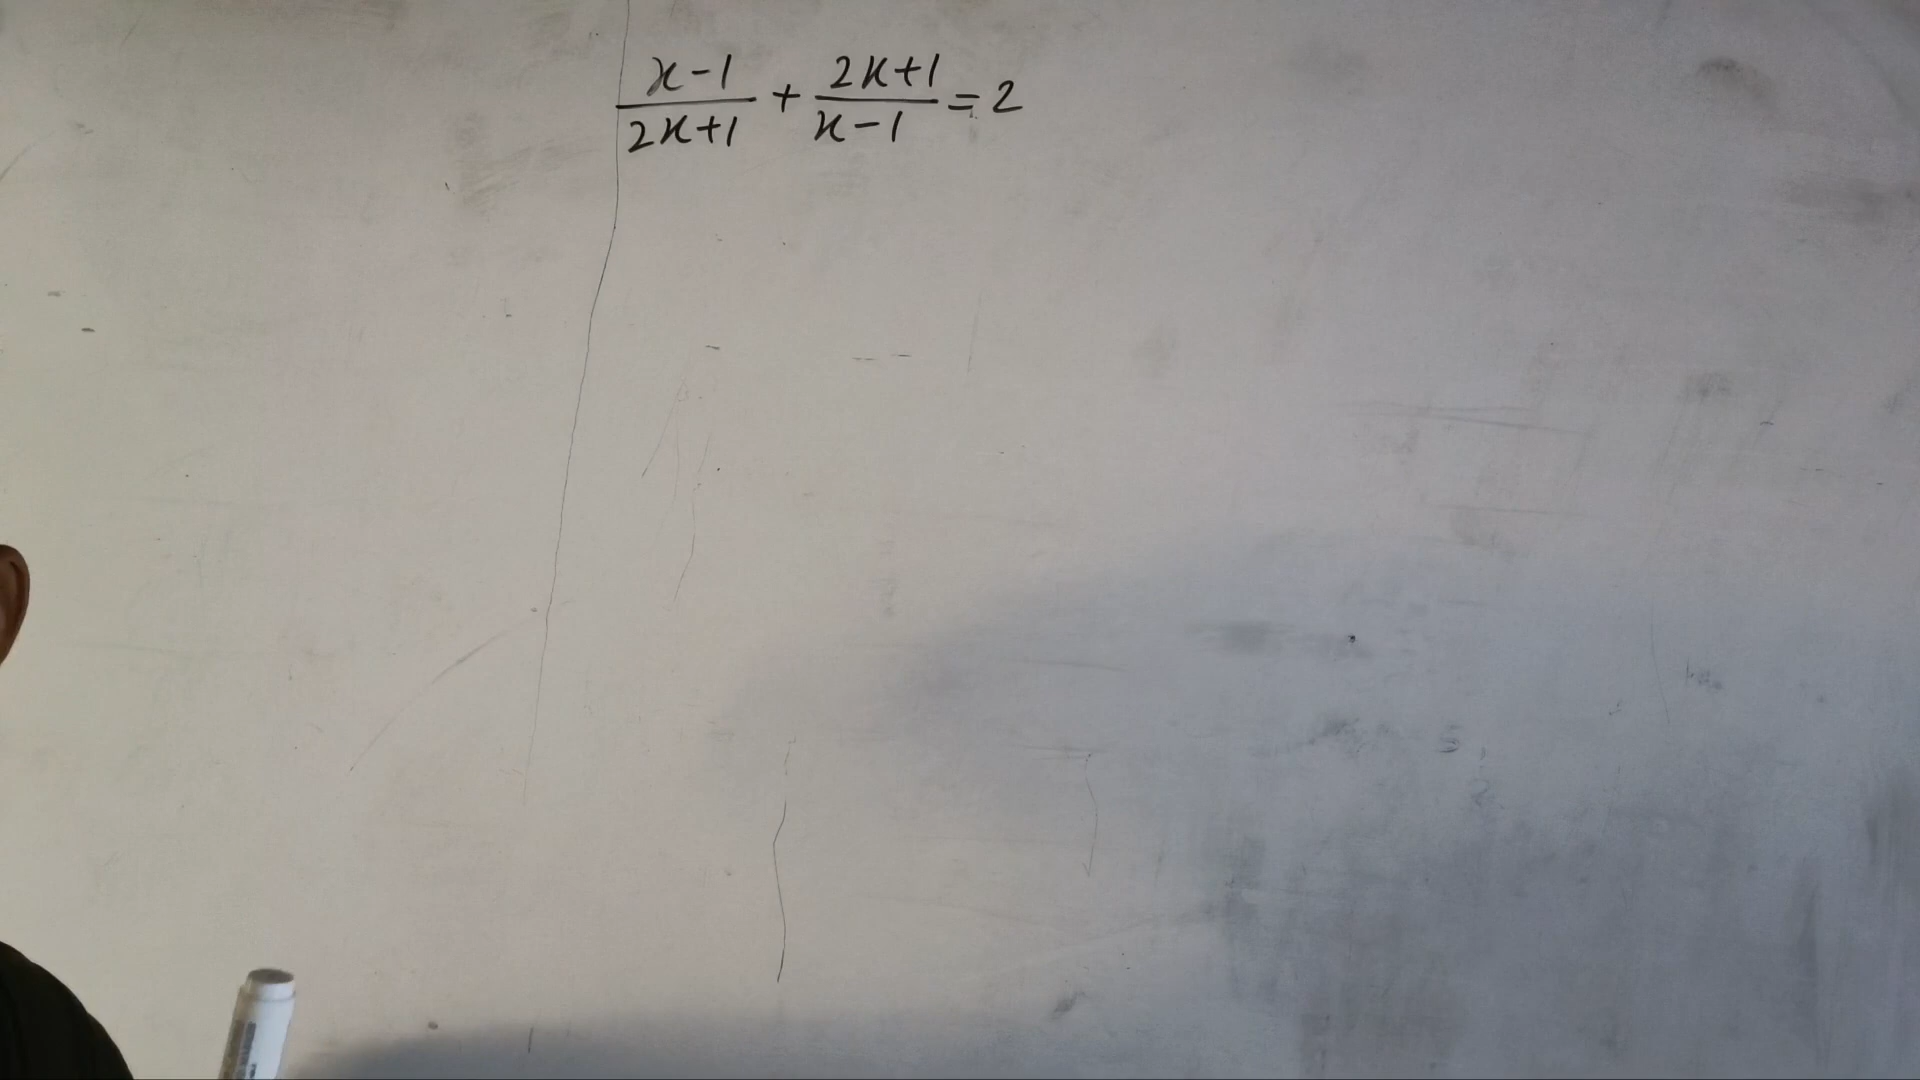 x-1/2x+1 + 2x+1/x-1 = 2